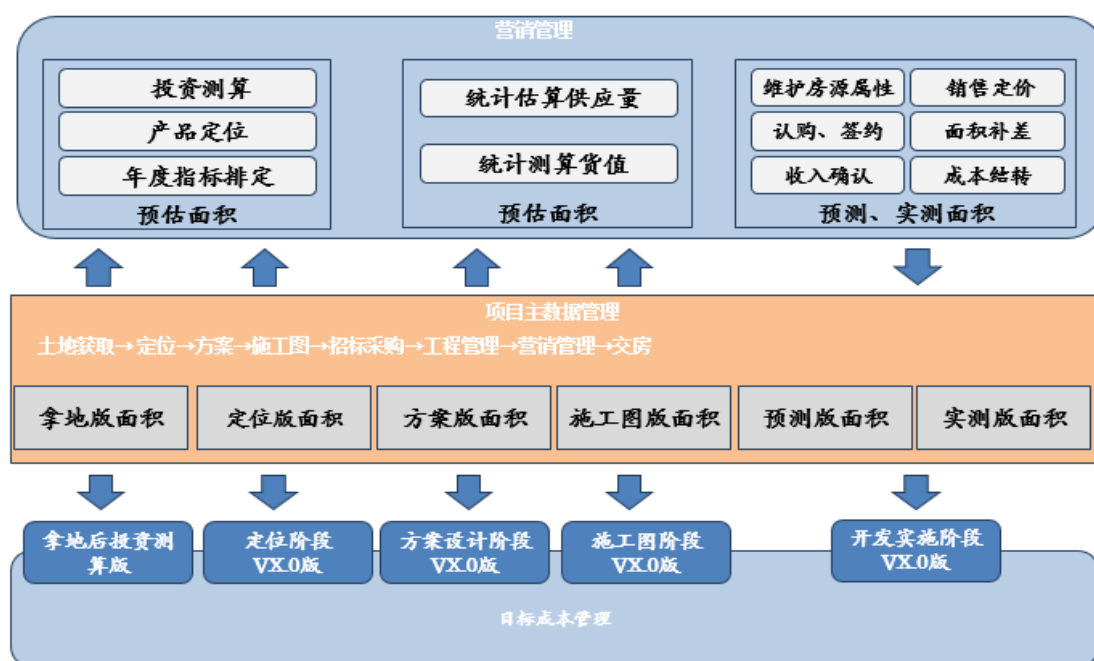 营销管理
投资测算
产品定位
年度指标排定
预估面积
统计估算供应量
统计测算货值
预估面积
维护房源属性
销售定价
认购、签约
面积补差
收入确认
成本结转
预测、实测面积
项目主数据管理
土地获取→定位→方案→施工图→招标采购→工程管理→营销管理→交房
拿地版面积
定位版面积
方案版面积
施工图版面积
预测版面积
实测版面积
拿地后投资测
算版
定位阶段
VX.0版
方案设计阶段
VX.0版
施工图阶段
VX.0版
开发实施阶段
VX.0版
目标成本管理